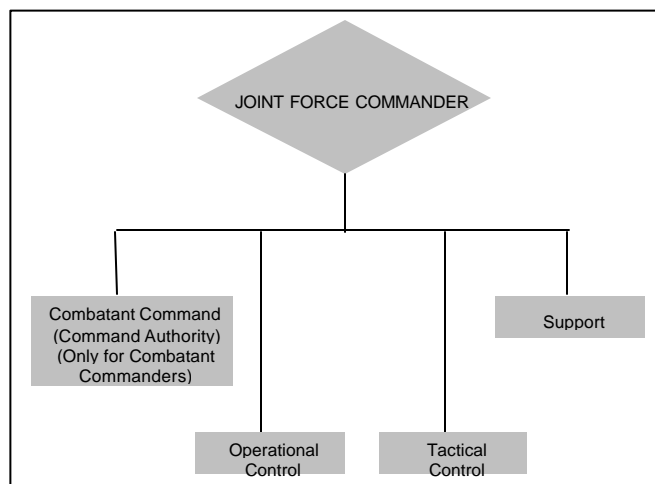 JOINT FORCE COMMANDER
Combatant Command
(Command Authority)
(Only for Combatant
Commanders)
Support
Operational
Control
Tactical
Control